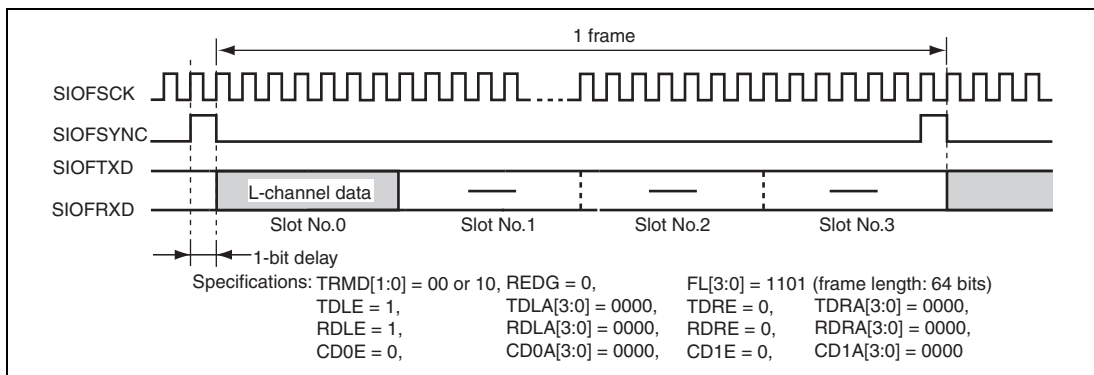 1 frame
SIOFSCK
SIOFSYNC
SIOFTXD
L-channel data
SIOFRXD
Slot No.0 Slot No.1 Slot No.2 Slot No.3
1-bit delay
Specifications: TRMD[1:0] = 00 or 10, REDG = 0, FL[3:0] = 1101 (frame length: 64 bits)
TDLE = 1, TDLA[3:0] = 0000, TDRE = 0, TDRA[3:0] = 0000,
RDLE = 1, RDLA[3:0] = 0000, RDRE = 0, RDRA[3:0] = 0000,
CD0E = 0, CD0A[3:0] = 0000, CD1E = 0, CD1A[3:0] = 0000